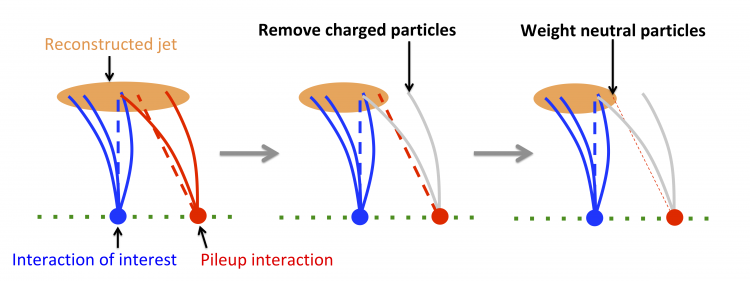 Reconstructed jet
Remove charged particles
Weight neutral particles
Interaction of interest
Pileup interaction